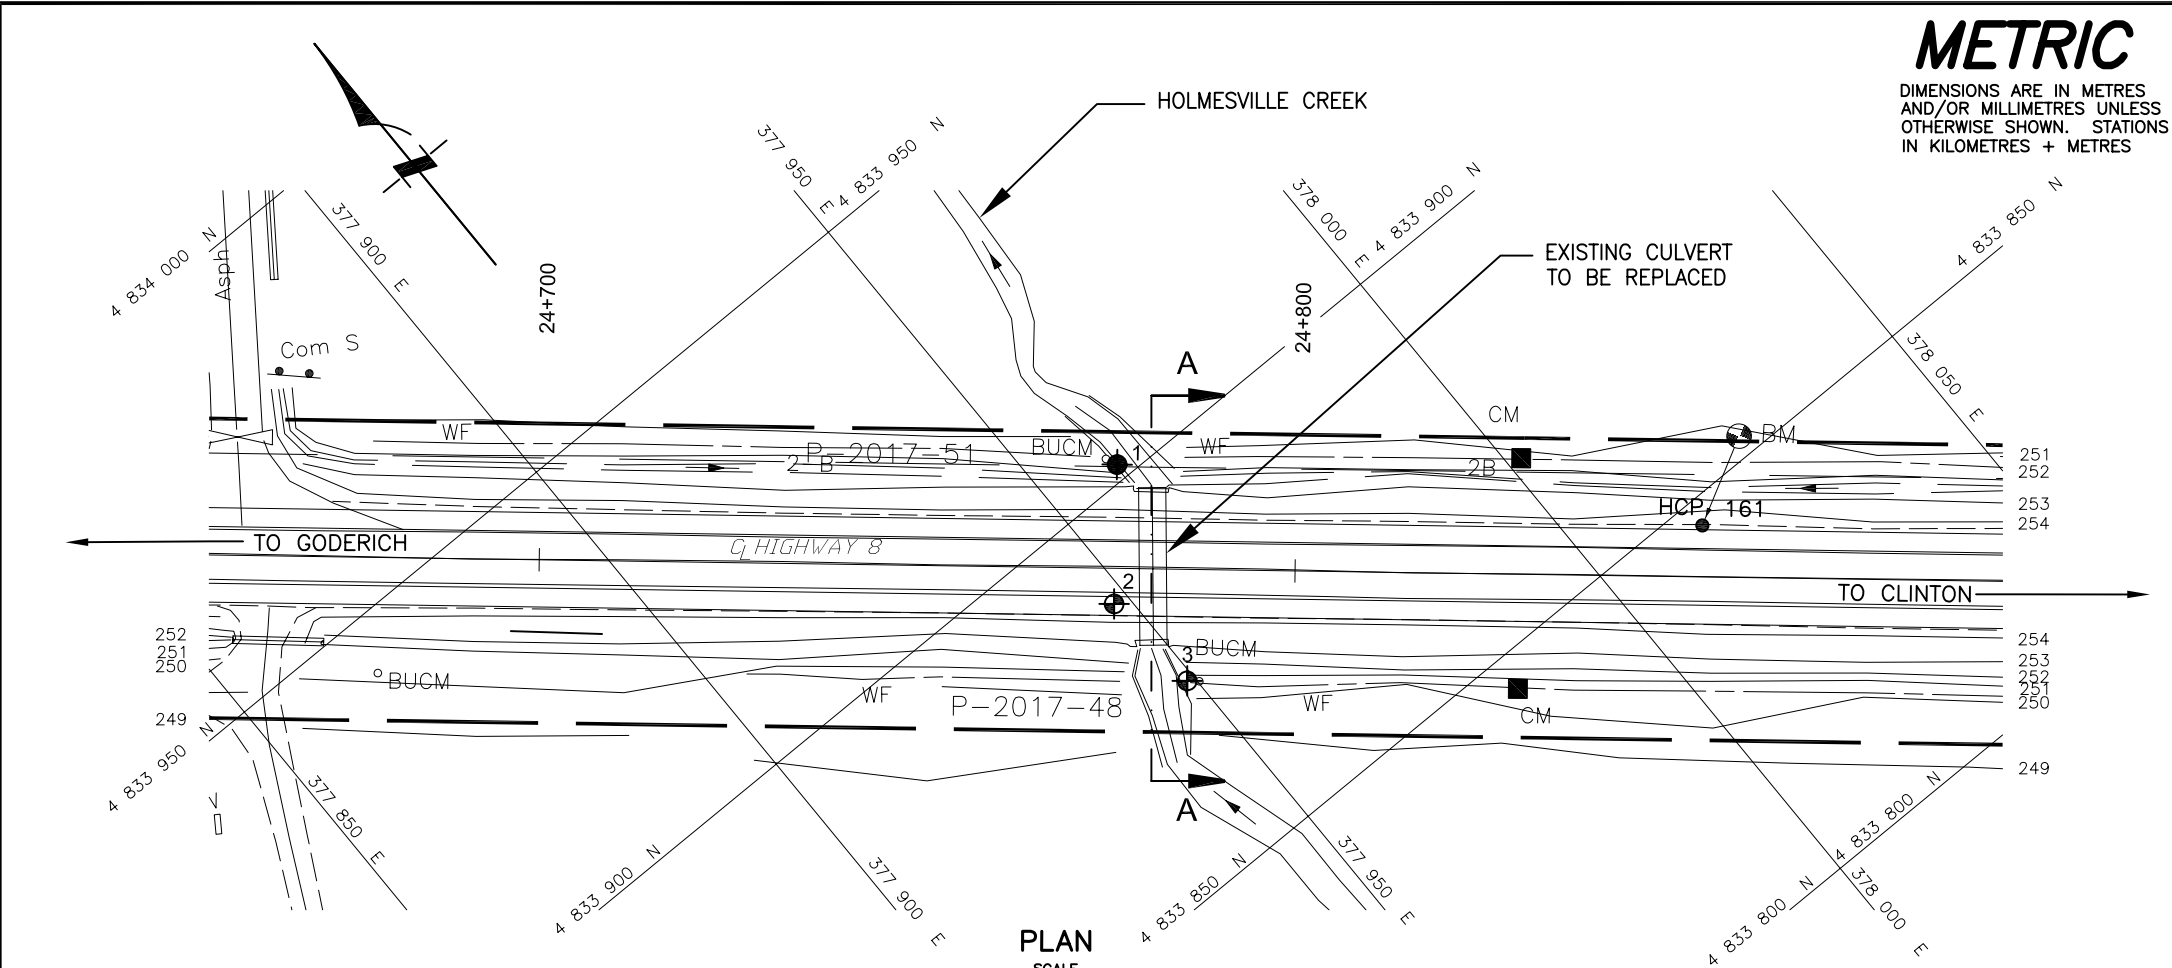 METRIC
DIMENSIONS ARE IN METRES
AND/OR MILLIMETRES UNLESS
OTHERWISE SHOWN. STATIONS
IN KILOMETRES + METRES
HOLMESVILLE CREEK
377 950 E
4 833 950 N
378 000 E
4 833 900 N
4 833 850 N
377 900 E
4 834 000 N
Asph
EXISTING CULVERT
TO BE REPLACED
24+700
24+800
Com S
378 050 E
A
CM
WF
P-2017-51
BUCM
1
WF
BM
2 B
2B
251
252
253
254
HCP 161
TO GODERICH
CL HIGHWAY 8
2
TO CLINTON
252
251
250
249
BUCM
3
BUCM
WF
P-2017-48
WF
CM
254
253
252
251
250
249
4 833 950 N
V
377 850 E
A
4 833 900 N
377 900 E
4 833 850 N
377 950 E
4 833 800 N
4 833 800 N
378 000 E
PLAN
SCALE